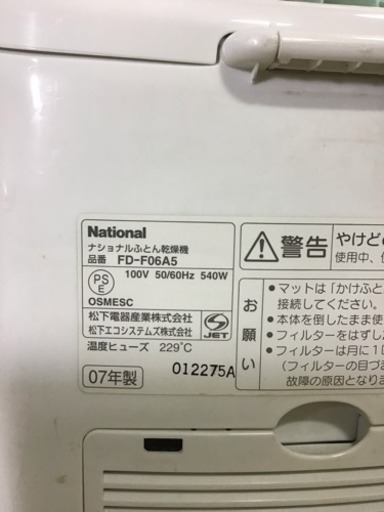 National
ナショナルふとん乾燥機
品番 FD-F06A5
100V 50/60Hz 540W
PS
E
OSMESC
松下電器産業株式会社
松下エコシステムズ株式会社
S
JET
温度ヒューズ 229℃
07年製
012275A
警告
やけどの
使用中、
お願い
●マットは「かけふと
接続してください。
●本体を倒したまま使
●フィルターをはずし
●フィルターは月に1
(フィルターの目づま
故障の原因となりま